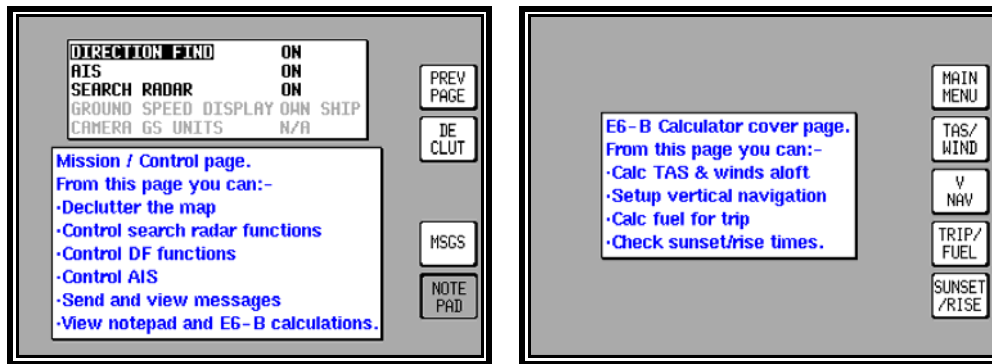 DIRECTION FIND ON
AIS ON
SEARCH RADAR ON
GROUND SPEED DISPLAY OWN SHIP
CAMERA GS UNITS N/A
PREV
PAGE
DE
CLUT
Mission / Control page.
From this page you can:-
·Declutter the map
·Control search radar functions
·Control DF functions
·Control AIS
·Send and view messages
·View notepad and E6-B calculations.
MSGS
NOTE
PAD
E6-B Calculator cover page.
From this page you can:-
·Calc TAS & winds aloft
·Setup vertical navigation
·Calc fuel for trip
·Check sunset/rise times.
MAIN
MENU
TAS/
WIND
V
NAV
TRIP/
FUEL
SUNSET
/RISE